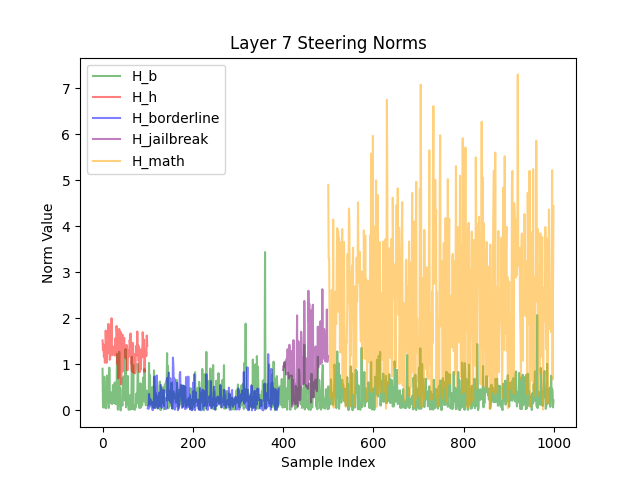 Layer 7 Steering Norms
H_b
H_h
H_borderline
H_jailbreak
H_math
7
6
5
4
3
2
1
0
Norm Value
0
200
400
600
800
1000
Sample Index